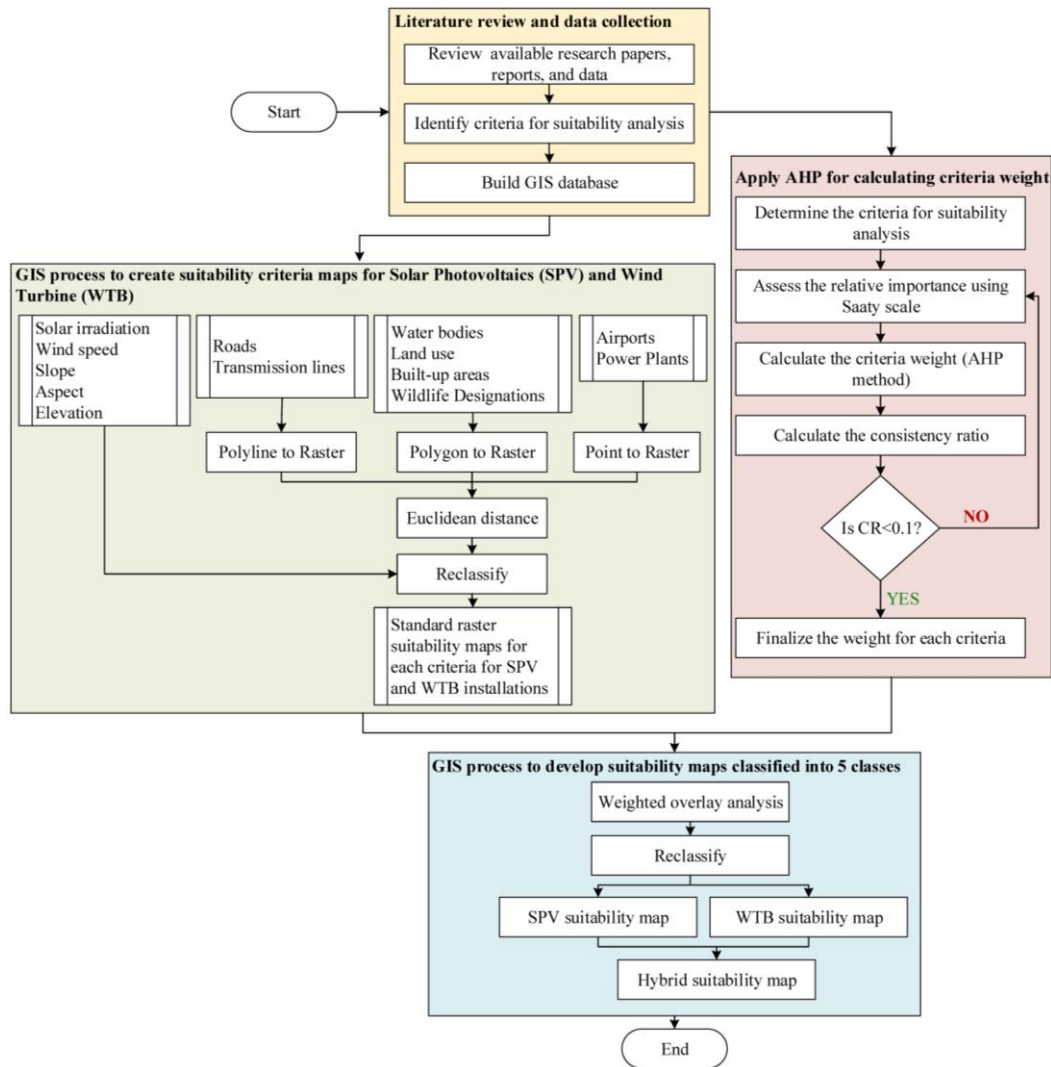 Literature review and data collection
Review available research papers,
reports, and data
Start
Identify criteria for suitability analysis
Build GIS database
Apply AHP for calculating criteria weight
Determine the criteria for suitability
analysis
Assess the relative importance using
Saaty scale
Calculate the criteria weight (AHP
method)
Calculate the consistency ratio
Is CR<0.1?
NO
YES
Finalize the weight for each criteria
GIS process to create suitability criteria maps for Solar Photovoltaics (SPV) and Wind
Turbine (WTB)
Solar irradiation
Wind speed
Slope
Aspect
Elevation
Roads
Transmission lines
Water bodies
Land use
Built-up areas
Wildlife Designations
Airports
Power Plants
Polyline to Raster
Polygon to Raster
Point to Raster
Euclidean distance
Reclassify
Standard raster
suitability maps for
each criteria for SPV
and WTB installations
GIS process to develop suitability maps classified into 5 classes
Weighted overlay analysis
Reclassify
SPV suitability map
WTB suitability map
Hybrid suitability map
End